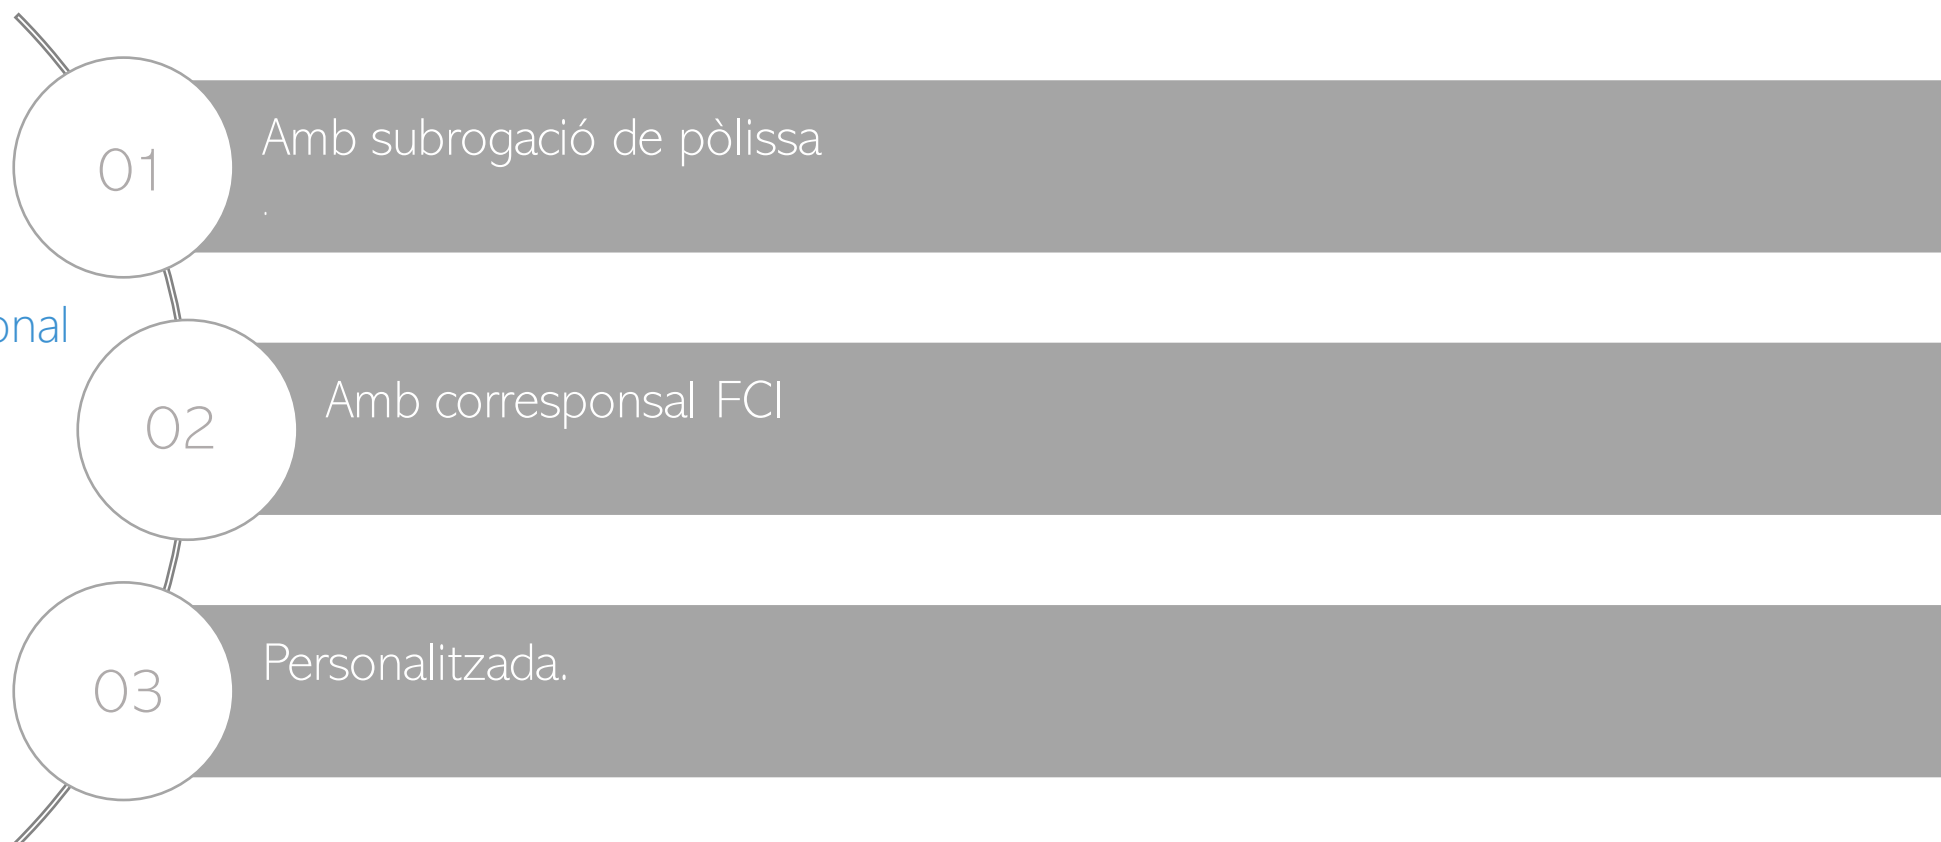 01
Amb subrogació de pòlissa
.
onal
02
Amb corresponsal FCI
03
Personalitzada.